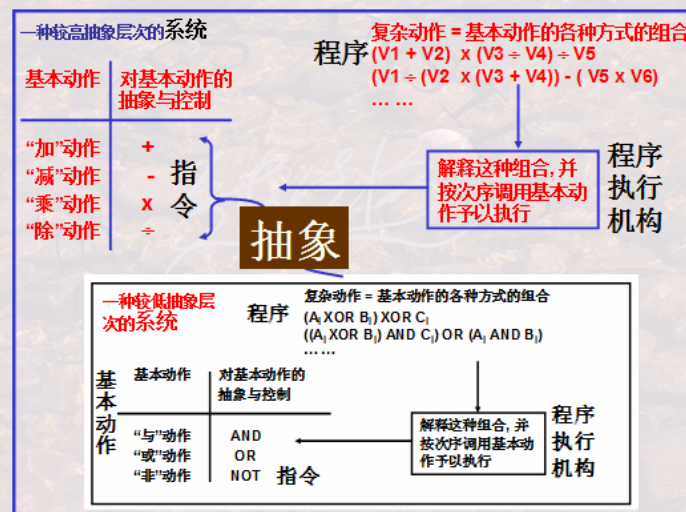 一种较高抽象层次的系统
程序
复杂动作 = 基本动作的各种方式的组合
(V1 + V2) x (V3 ÷ V4) ÷ V5
(V1 ÷ (V2 x (V3 + V4)) - ( V5 x V6)
… …
基本动作
对基本动作的
抽象与控制
“加”动作 +
“减”动作 -
“乘”动作 x
“除”动作 ÷
指
令
解释这种组合, 并
按次序调用基本动
作予以执行
程序
执行
机构
抽象
一种较低抽象层
次的系统
程序
复杂动作 = 基本动作的各种方式的组合
(Ai XOR Bi) XOR Ci
((Ai XOR Bi) AND Ci) OR (Ai AND Bi)
… …
基
本
动
作
基本动作
对基本动作的
抽象与控制
“与”动作 AND
“或”动作 OR
“非”动作 NOT
指令
解释这种组合, 并
按次序调用基本动
作予以执行
程序
执行
机构